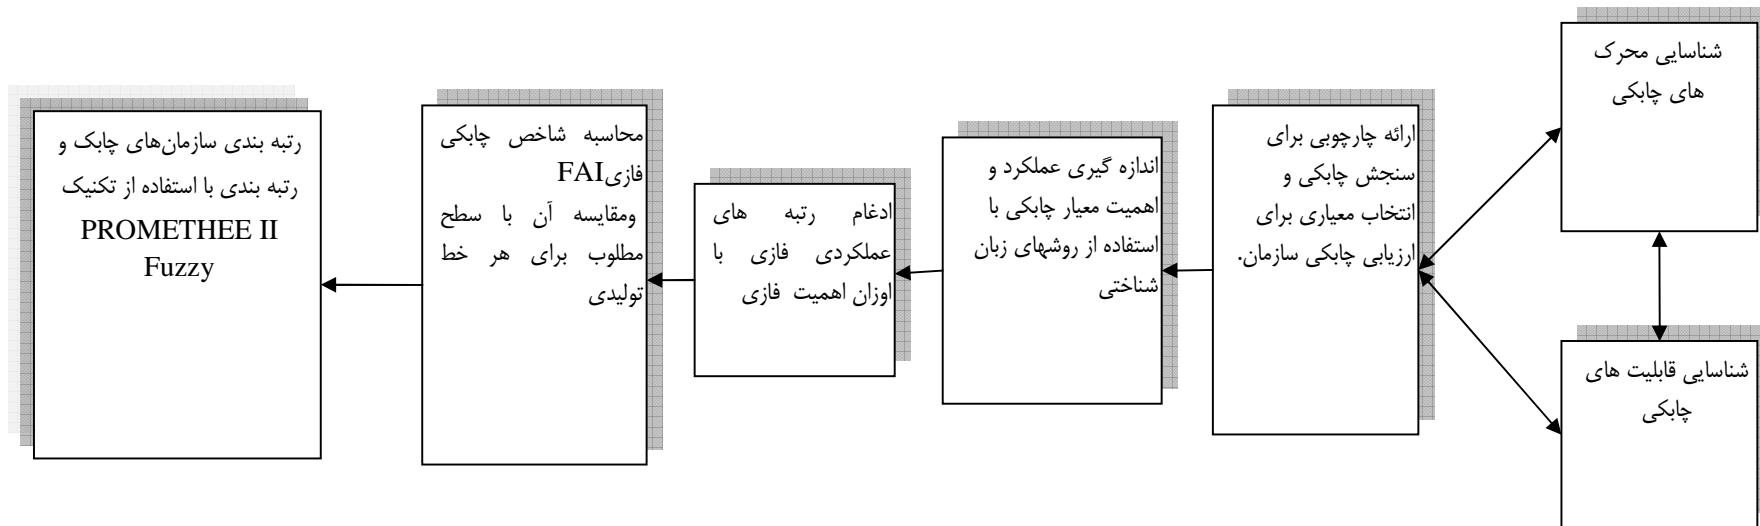 شناسایی محرک
های چابکی
شناسایی قابلیت های
چابکی
ارائه چارچوبی برای
سنجش چابکی و
انتخاب معیاری برای
ارزیابی چابکی سازمان.
اندازه گیری عملکرد و
اهمیت معیار چابکی با
استفاده از روشهای زبان
شناختی
ادغام رتبه های
عملکردی فازی با
اوزان اهمیت فازی
محاسبه شاخص چابکی
فازیFAI
ومقایسه آن با سطح
مطلوب برای هر خط
تولیدی
رتبه بندی سازمان‌های چابک و
رتبه بندی با استفاده از تکنیک
PROMETHEE II
Fuzzy